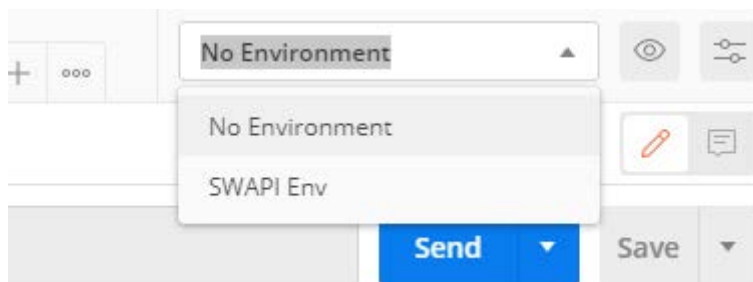 No Environment
No Environment
SWAPI Env
Send
Save